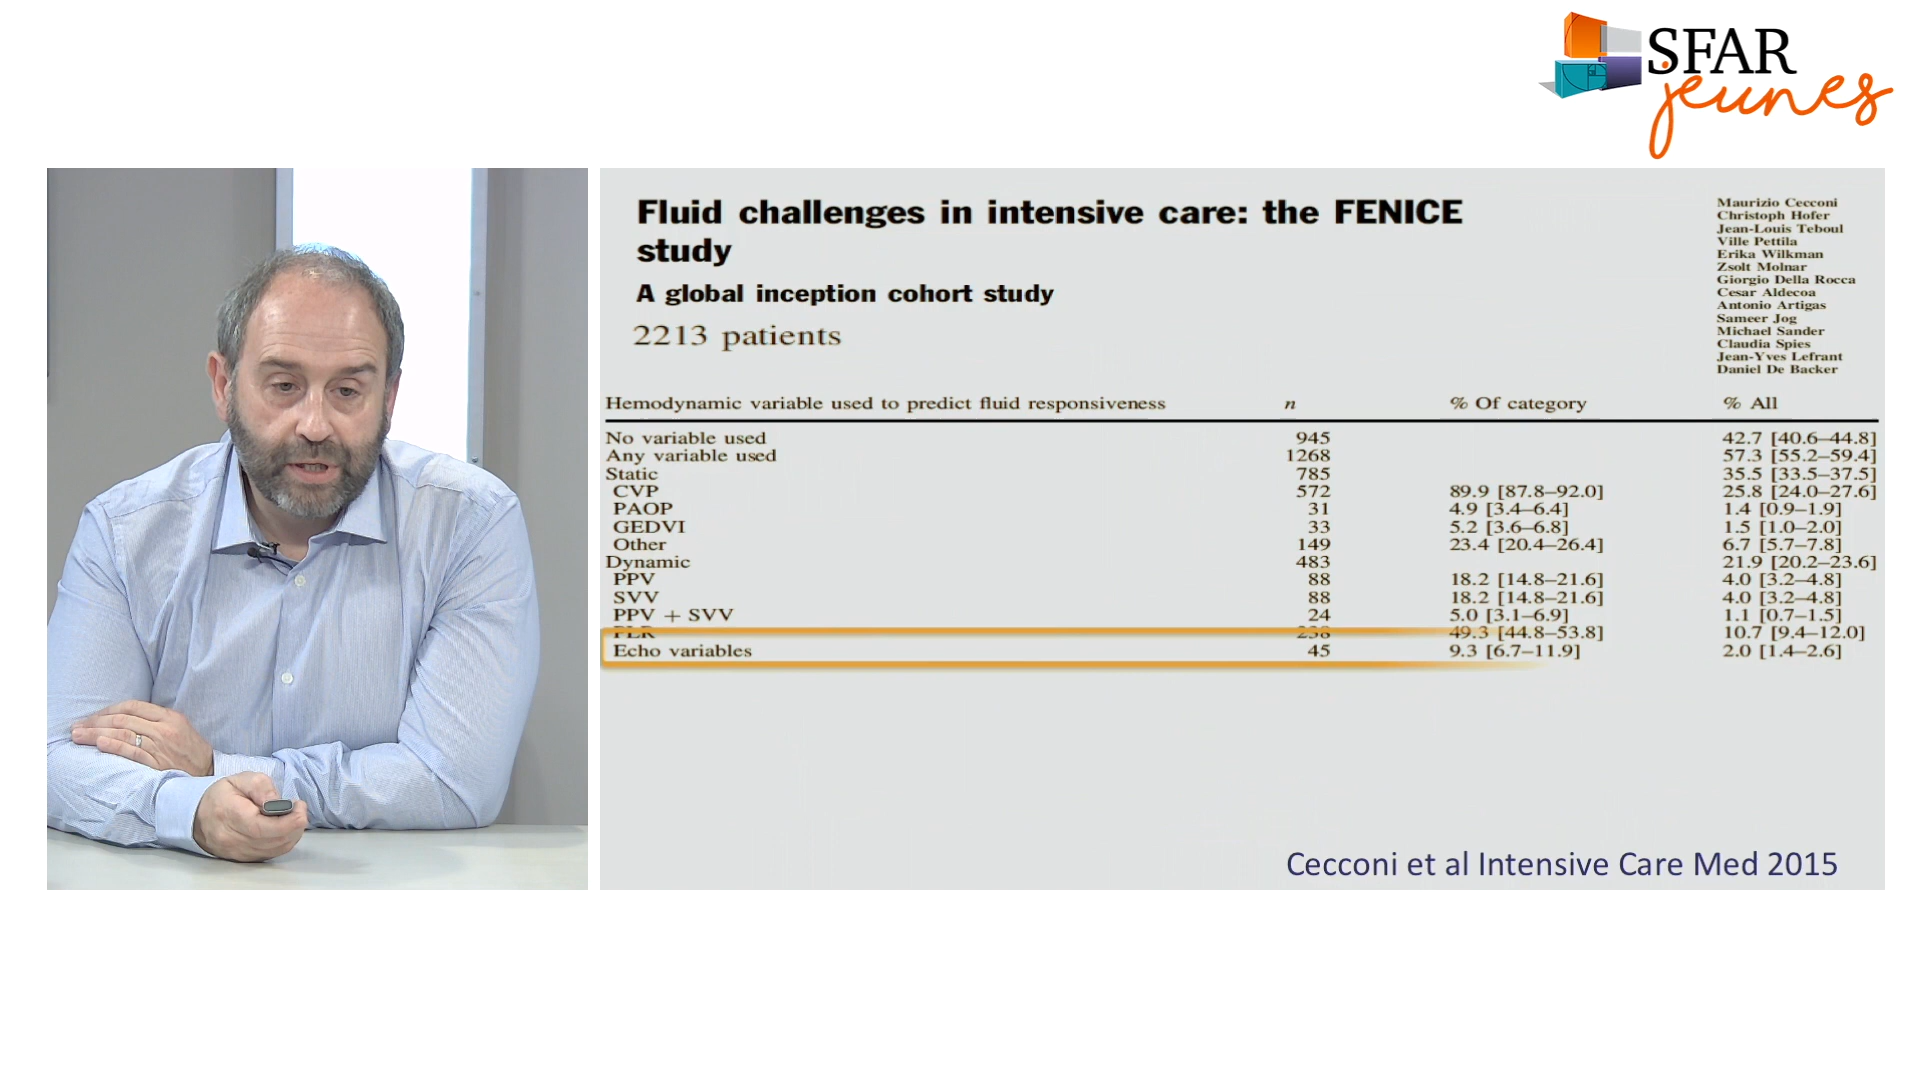 SFAR
jeunes
Fluid challenges in intensive care: the FENICE
study
A global inception cohort study
2213 patients
Maurizio Cecconi
Christoph Hofer
Jean-Louis Teboul
Ville Pettila
Erika Wilkman
Zsolt Molnar
Giorgio Della Rocca
Cesar Aldecoa
Antonio Artigas
Sameer Jog
Michael Sander
Claudia Spies
Jean-Yves Lefrant
Daniel De Backer
Hemodynamic variable used to predict fluid responsiveness n % Of category % All
No variable used 945 42.7 [40.6–44.8]
Any variable used 1268 57.3 [55.2–59.4]
Static 785 35.5 [33.5–37.5]
CVP 572 89.9 [87.8–92.0] 25.8 [24.0–27.6]
PAOP 31 4.9 [3.4–6.4] 1.4 [0.9–1.9]
GEDVI 33 5.2 [3.6–6.8] 1.5 [1.0–2.0]
Other 149 23.4 [20.4–26.4] 6.7 [5.7–7.8]
Dynamic 483 21.9 [20.2–23.6]
PPV 88 18.2 [14.8–21.6] 4.0 [3.2–4.8]
SVV 88 18.2 [14.8–21.6] 4.0 [3.2–4.8]
PPV + SVV 24 5.0 [3.1–6.9] 1.1 [0.7–1.5]
PLR 238 49.3 [44.8–53.8] 10.7 [9.4–12.0]
Echo variables 45 9.3 [6.7–11.9] 2.0 [1.4–2.6]
Cecconi et al Intensive Care Med 2015